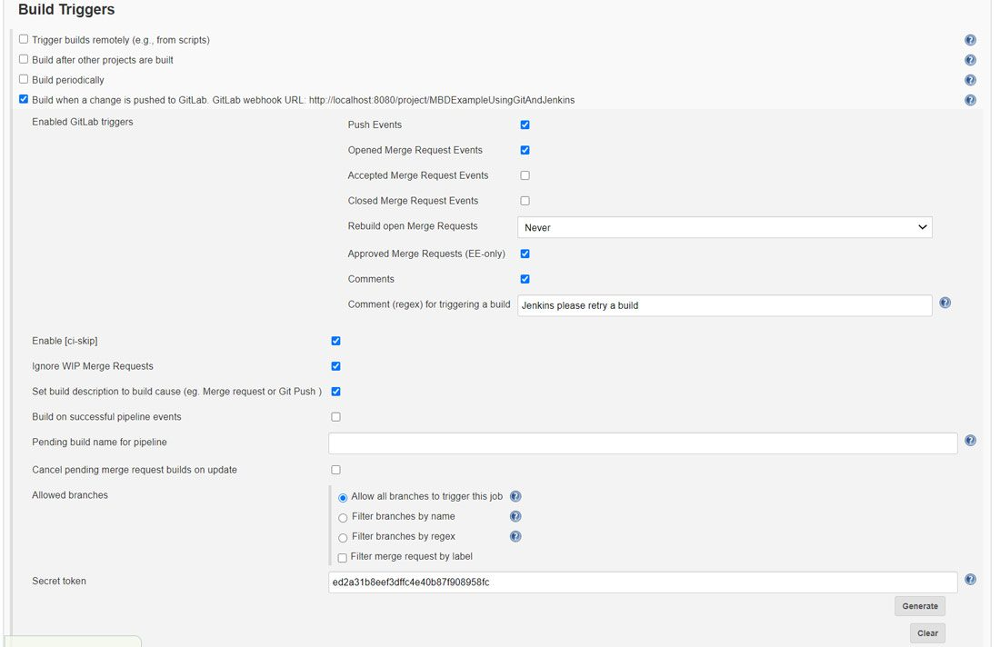 Build Triggers
Trigger builds remotely (e.g., from scripts)
Build after other projects are built
Build periodically
Build when a change is pushed to GitLab. GitLab webhook URL: http://localhost:8080/project/MBDExampleUsingGitAndJenkins
Enabled GitLab triggers
Push Events
Opened Merge Request Events
Accepted Merge Request Events
Closed Merge Request Events
Rebuild open Merge Requests Never
Approved Merge Requests (EE-only)
Comments
Comment (regex) for triggering a build Jenkins please retry a build
Enable [ci-skip]
Ignore WIP Merge Requests
Set build description to build cause (eg. Merge request or Git Push )
Build on successful pipeline events
Pending build name for pipeline
Cancel pending merge request builds on update
Allowed branches
Allow all branches to trigger this job
Filter branches by name
Filter branches by regex
Filter merge request by label
Secret token ed2a31b8eef3dffc4e40b87f908958fc
Generate
Clear